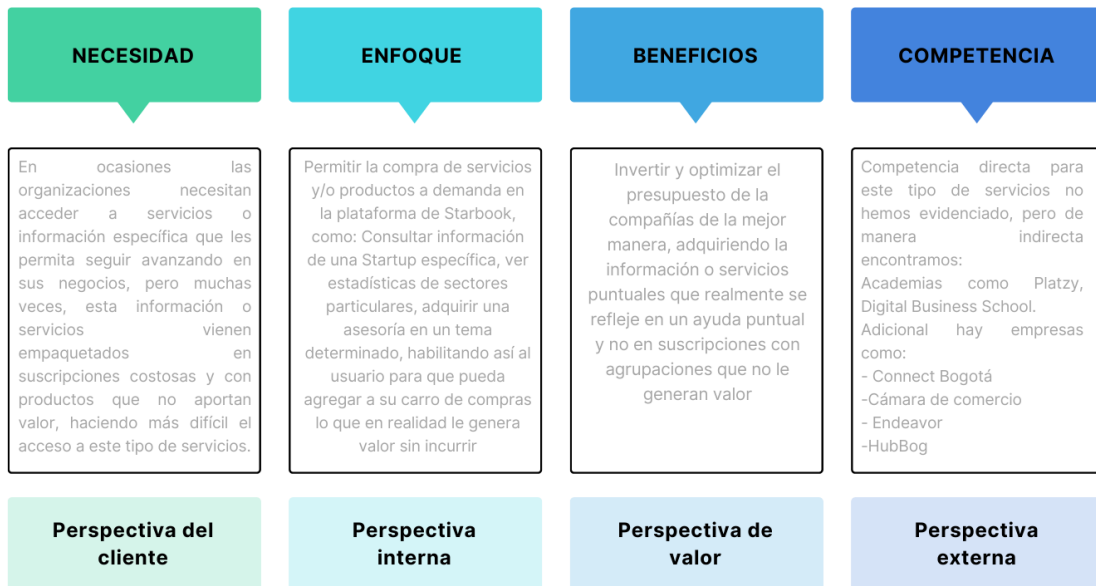 NECESIDAD
En ocasiones las
organizaciones necesitan
acceder a servicios o
información específica que les
permita seguir avanzando en
sus negocios, pero muchas
veces, esta información o
servicios vienen
empaquetados en
suscripciones costosas y con
productos que no aportan
valor, haciendo más difícil el
acceso a este tipo de servicios.
Perspectiva del
cliente
ENFOQUE
Permitir la compra de servicios
y/o productos a demanda en
la plataforma de Starbook,
como: Consultar información
de una Startup específica, ver
estadísticas de sectores
particulares, adquirir una
asesoría en un tema
determinado, habilitando así al
usuario para que pueda
agregar a su carro de compras
lo que en realidad le genera
valor sin incurrir
Perspectiva
interna
BENEFICIOS
Invertir y optimizar el
presupuesto de la
compañías de la mejor
manera, adquiriendo la
información o servicios
puntuales que realmente se
refleje en un ayuda puntual
y no en suscripciones con
agrupaciones que no le
generan valor
Perspectiva de
valor
COMPETENCIA
Competencia directa para
este tipo de servicios no
hemos evidenciado, pero de
manera indirecta
encontramos:
Academias como Platzy,
Digital Business School.
Adicional hay empresas
como:
- Connect Bogotá
-Cámara de comercio
- Endeavor
-HubBog
Perspectiva
externa